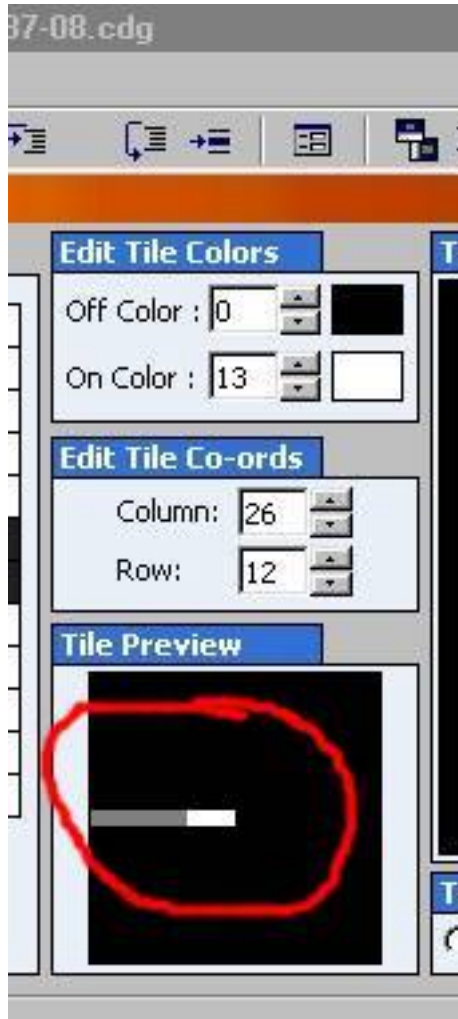 37-08.cdg
Edit Tile Colors
Off Color : 0
On Color : 13
Edit Tile Co-ords
Column: 26
Row: 12
Tile Preview
T
T